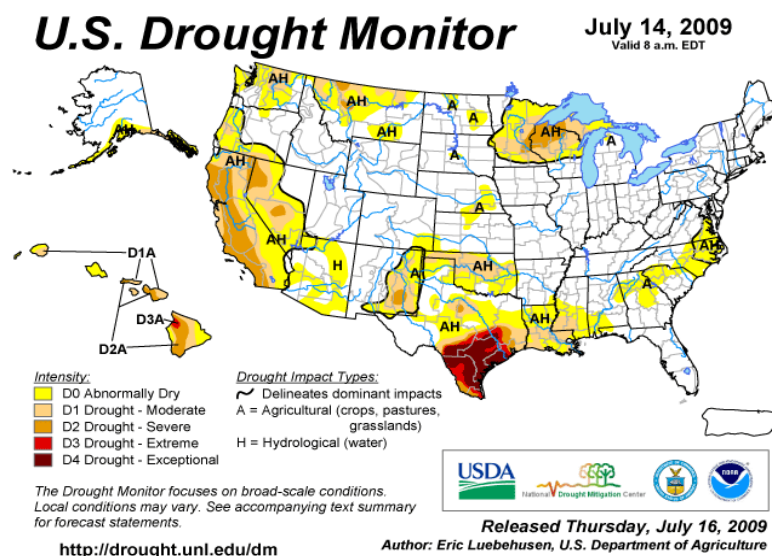 U.S. Drought Monitor
July 14, 2009
Valid 8 a.m. EDT
AH
AH
AH
AH
AH
A
A
A
A
A
AH
A
AH
H
A
AH
AH
AH
A
AH
D1A
D3A
D2A
Intensity:
D0 Abnormally Dry
D1 Drought - Moderate
D2 Drought - Severe
D3 Drought - Extreme
D4 Drought - Exceptional
Drought Impact Types:
Delineates dominant impacts
A = Agricultural (crops, pastures,
grasslands)
H = Hydrological (water)
The Drought Monitor focuses on broad-scale conditions.
Local conditions may vary. See accompanying text summary
for forecast statements.
http://drought.unl.edu/dm
USDA
National Drought Mitigation Center
NOAA
Released Thursday, July 16, 2009
Author: Eric Luebehusen, U.S. Department of Agriculture